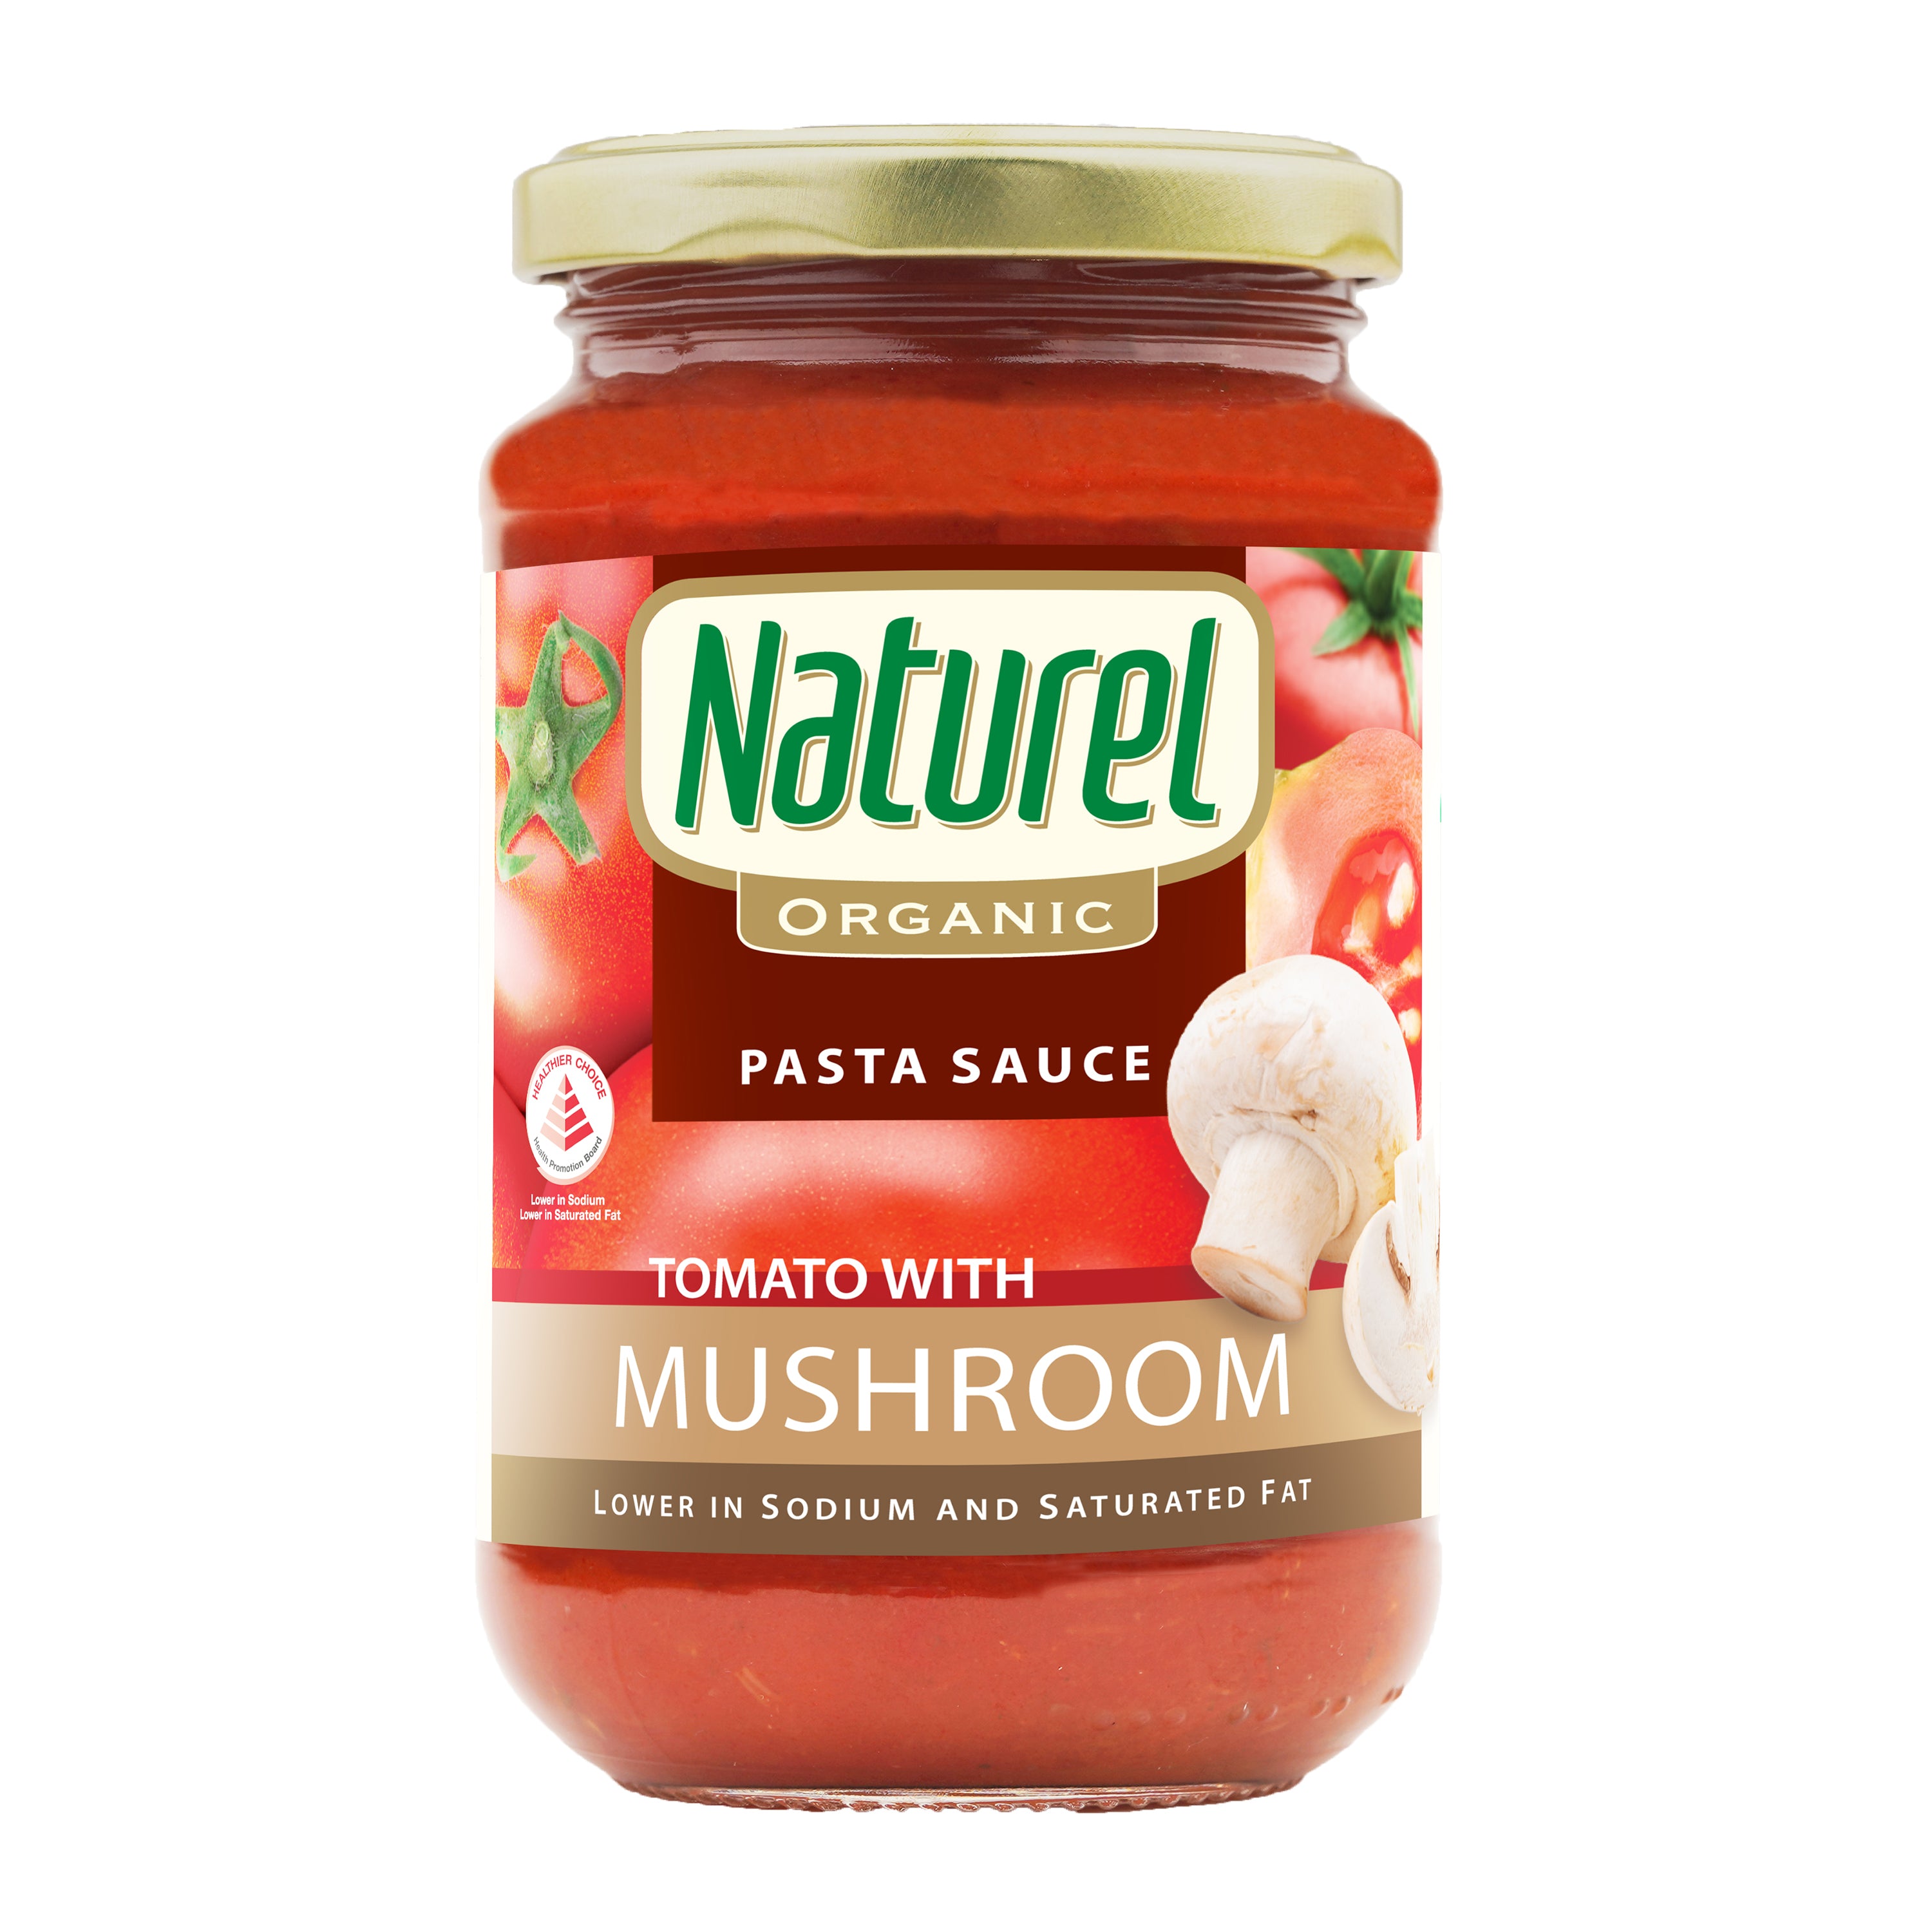 Naturel
ORGANIC
PASTA SAUCE
HEALTHIER CHOICE
Health Promotion Board
Lower in Sodium
Lower in Saturated Fat
TOMATO WITH
MUSHROOM
LOWER IN SODIUM AND SATURATED FAT